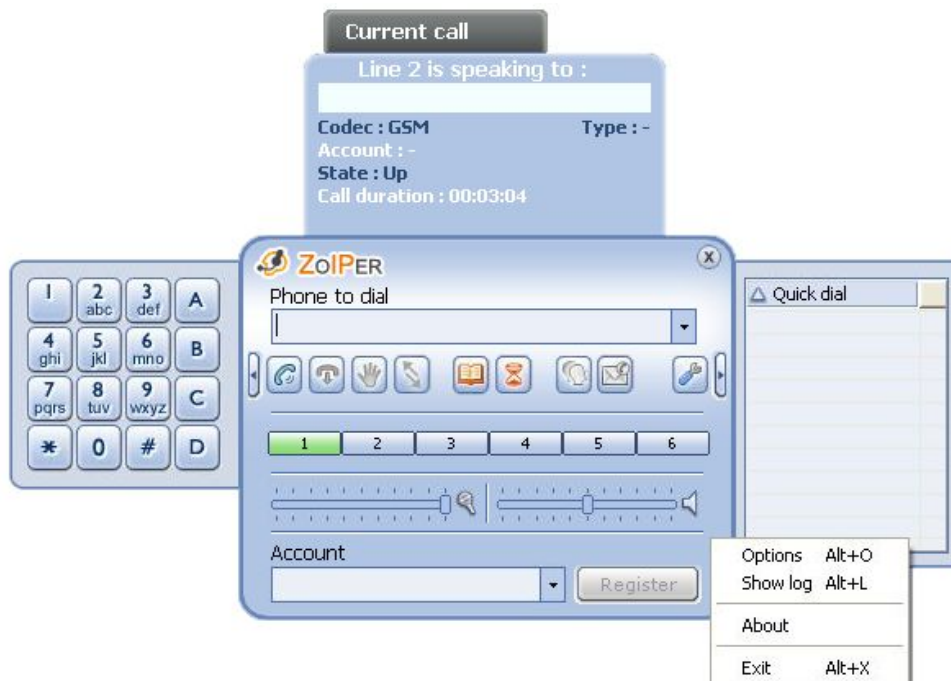 Current call
Line 2 is speaking to :
Codec : GSM Type : -
Account : -
State : Up
Call duration : 00:03:04
ZoIPER
Phone to dial
1 2 abc 3 def A
4 ghi 5 jkl 6 mno B
7 pqrs 8 tuv 9 wxyz C
* 0 # D
Quick dial
1 2 3 4 5 6
Account
Register
Options Alt+O
Show log Alt+L
About
Exit Alt+X